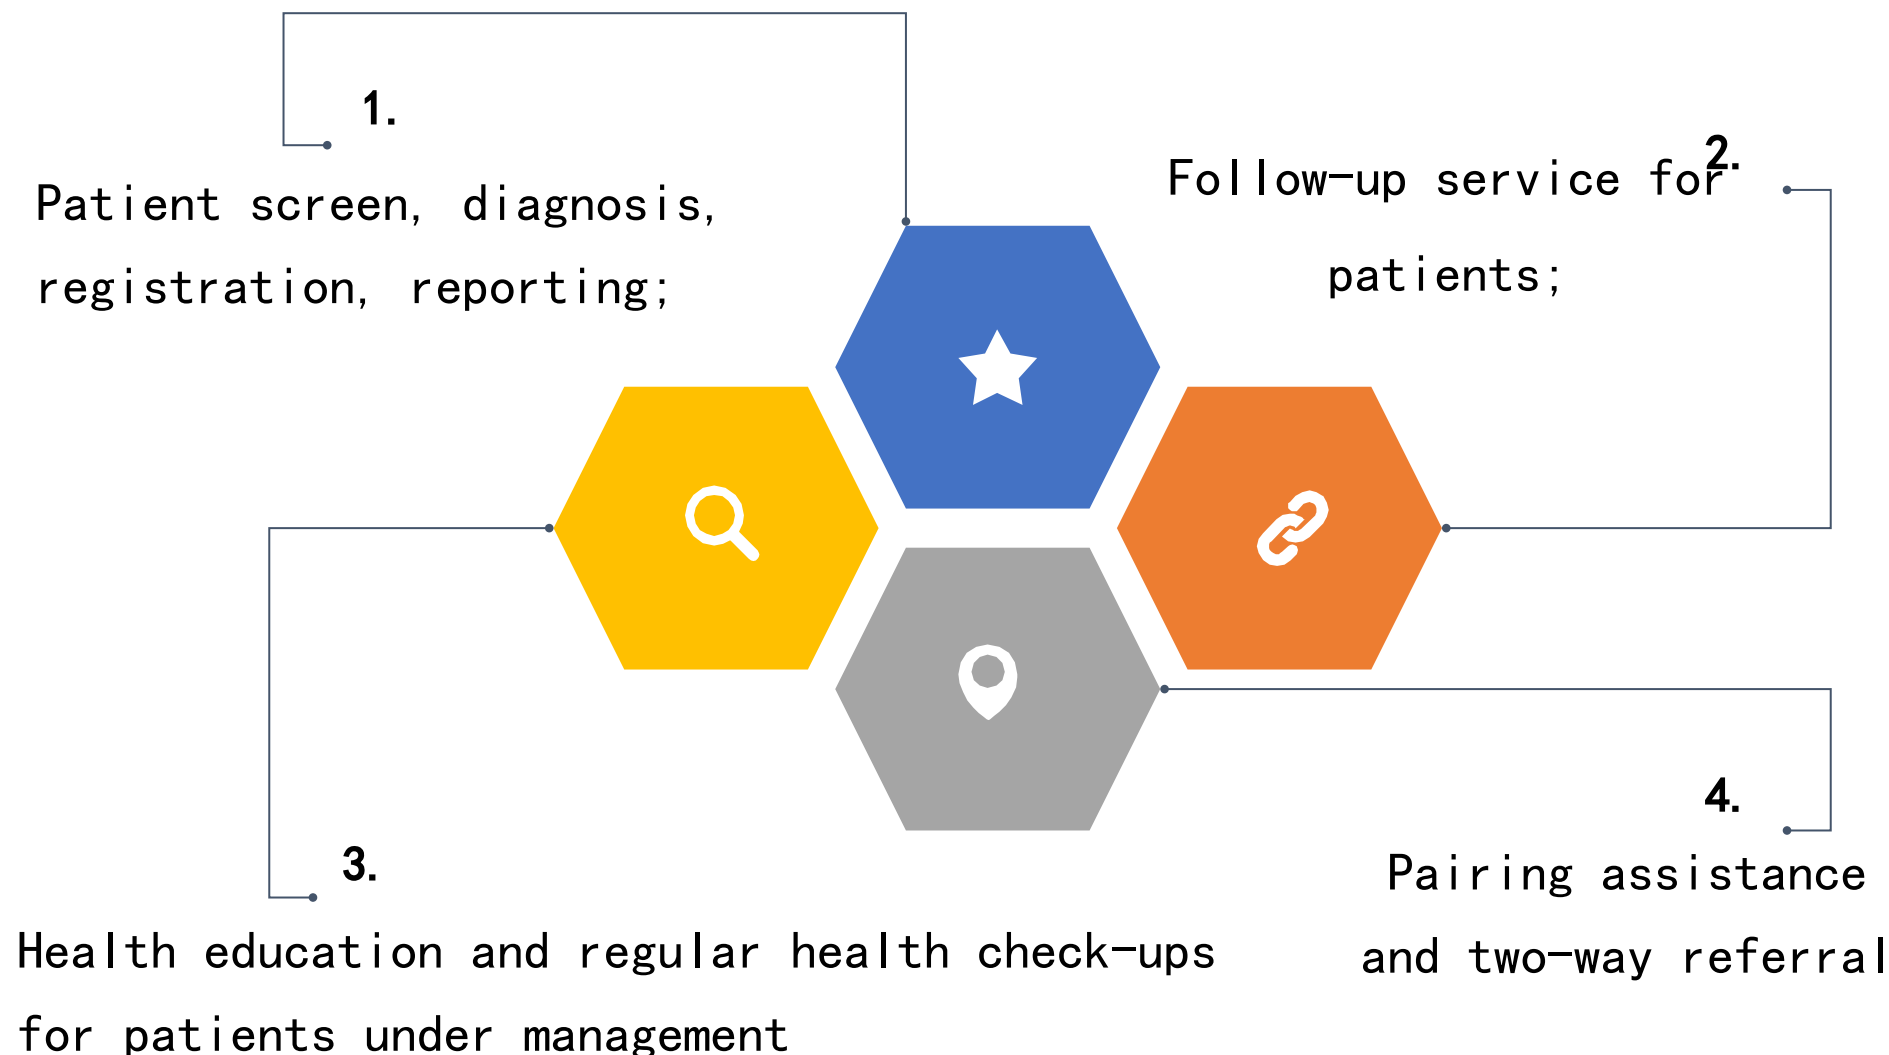 1.
Patient screen, diagnosis,
registration, reporting;
2.
Follow-up service for
patients;
3.
Health education and regular health check-ups
for patients under management
4.
Pairing assistance
and two-way referral